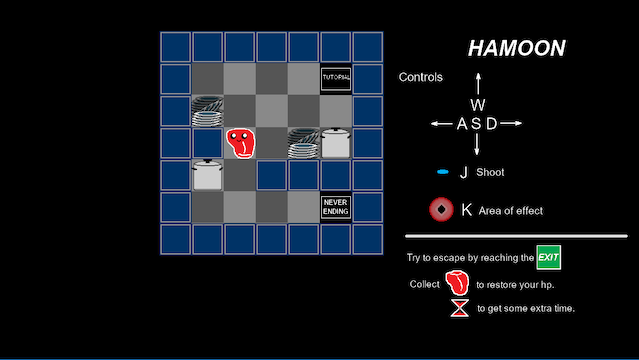 HAMOON
TUTORIAL
Controls
W
A S D
J Shoot
K Area of effect
NEVER
ENDING
Try to escape by reaching the EXIT
Collect to restore your hp.
to get some extra time.